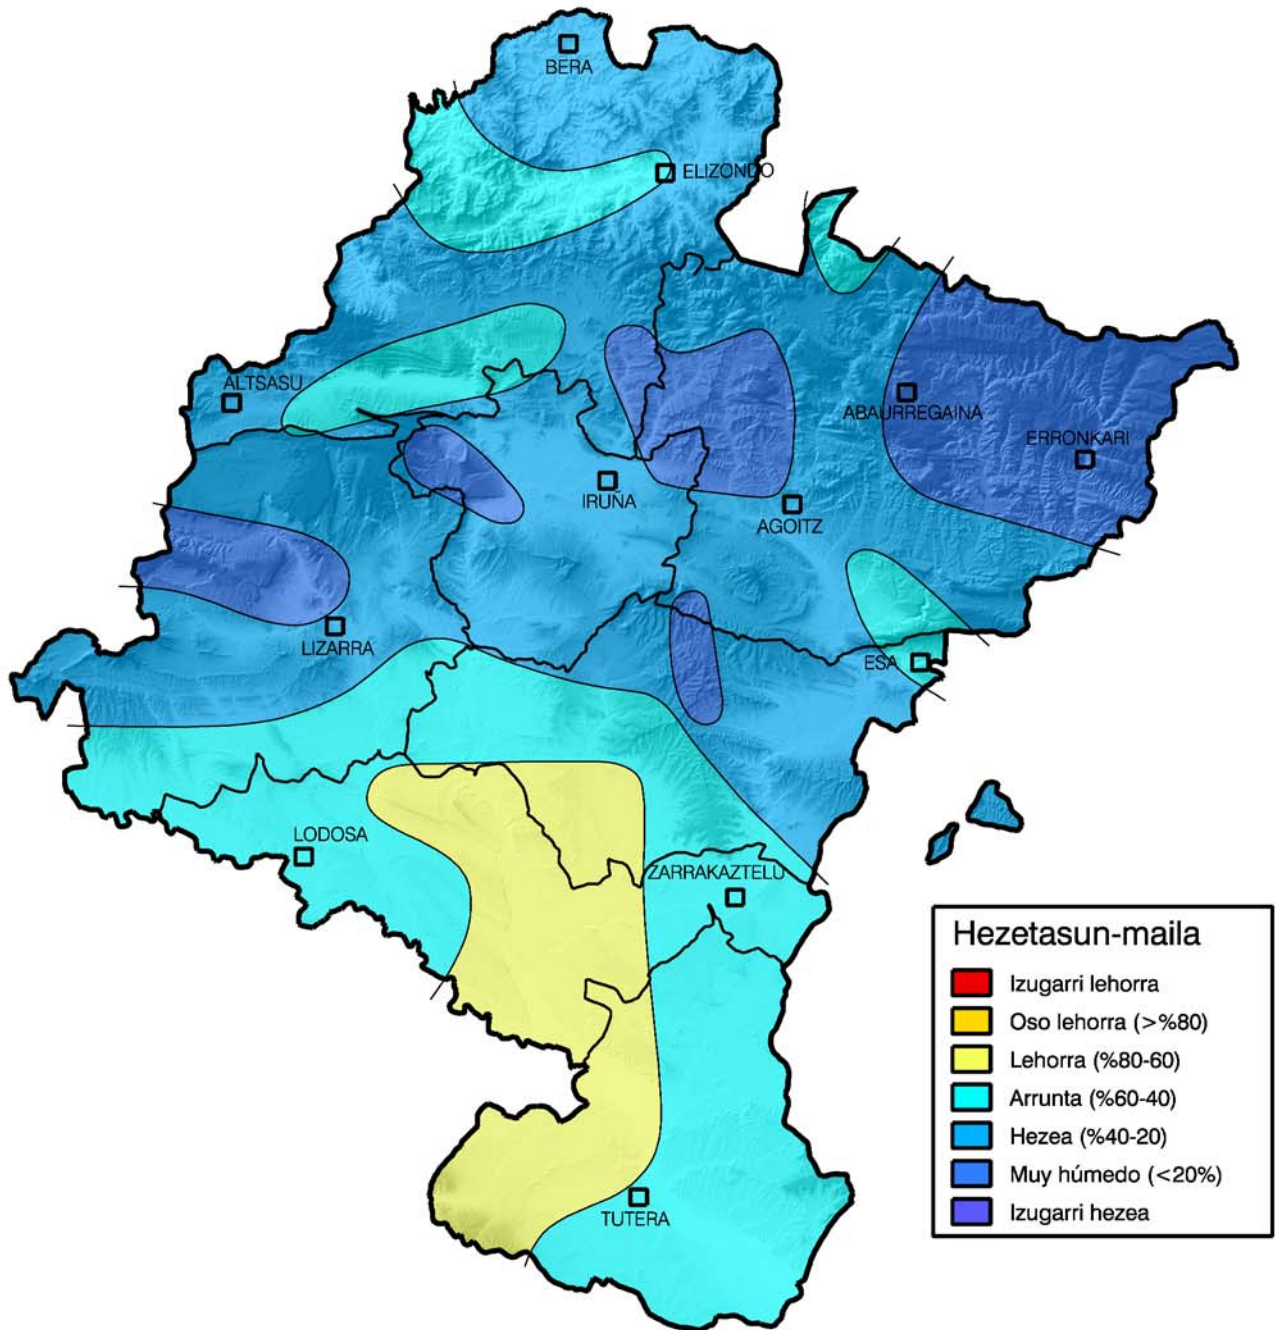 BERA
ELIZONDO
ALTSASU
ABAURREGAINA
ERRONKARI
IRUÑA
AGOITZ
LIZARRA
ESA
LODOSA
ZARRAKAZTELU
TUTERA
Hezetasun-maila
Izugarri lehorra
Oso lehorra (>%80)
Lehorra (%80-60)
Arrunta (%60-40)
Hezea (%40-20)
Muy húmedo (<20%)
Izugarri hezea